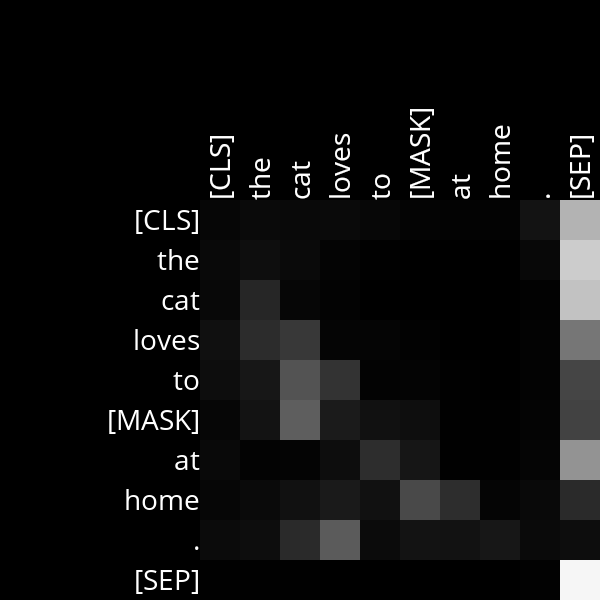 [CLS] the cat loves to [MASK] at home . [SEP]
[CLS]
the
cat
loves
to
[MASK]
at
home
.
[SEP]